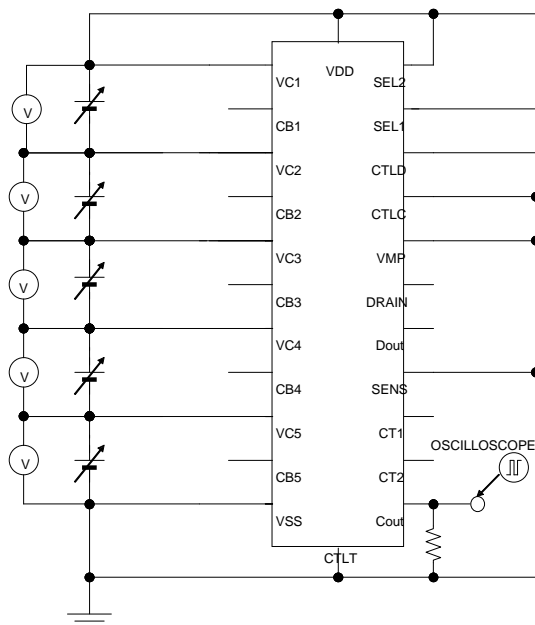 VDD
VC1
CB1
VC2
CB2
VC3
CB3
VC4
CB4
VC5
CB5
VSS
SEL2
SEL1
CTLD
CTLC
VMP
DRAIN
Dout
SENS
CT1
CT2
Cout
CTLT
V
V
V
V
V
OSCILLOSCOPE